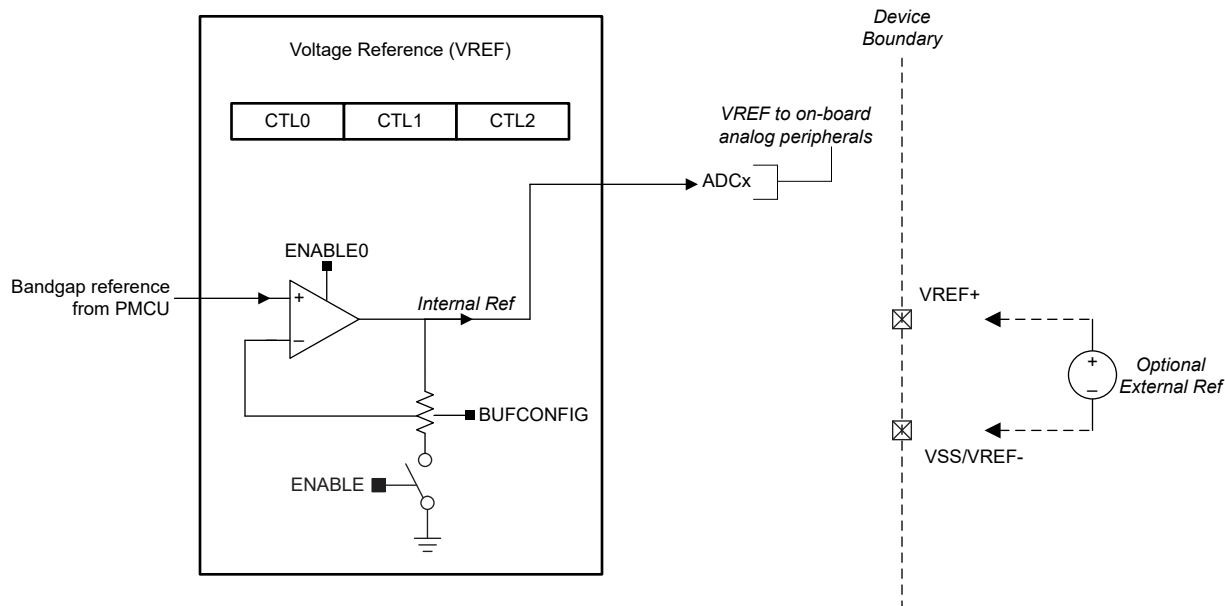 Device
Boundary
Voltage Reference (VREF)
CTL0
CTL1
CTL2
VREF to on-board
analog peripherals
ADCx
ENABLE0
Bandgap reference
from PMCU
+
−
Internal Ref
BUFCONFIG
ENABLE
VREF+
+
−
Optional
External Ref
VSS/VREF-